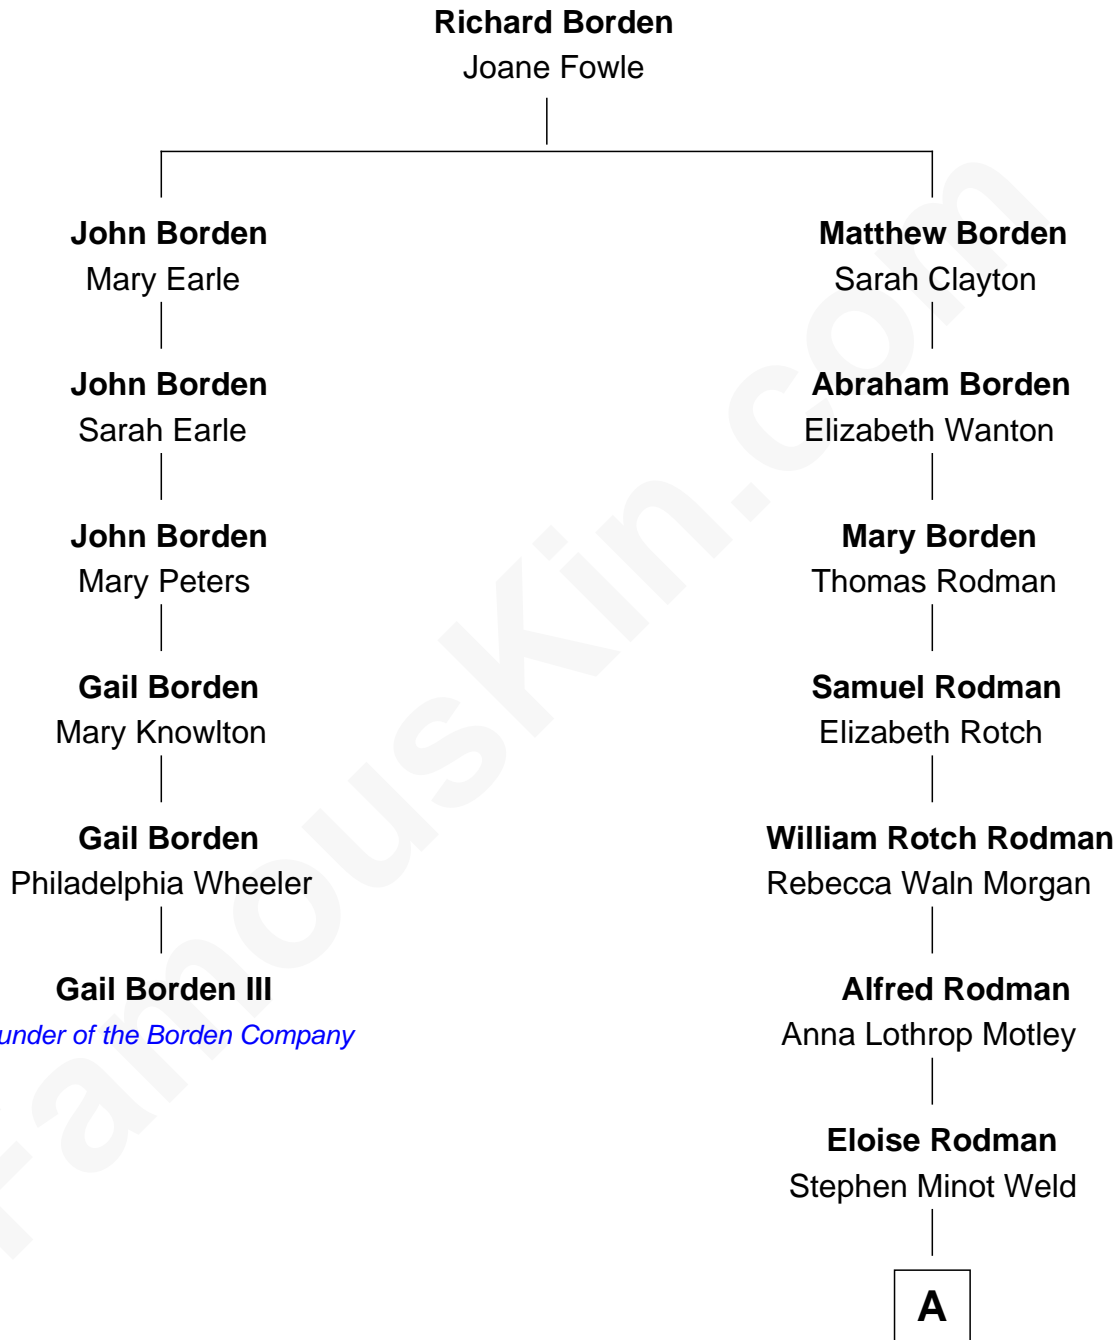 Richard Borden
Joane Fowle
John Borden
Mary Earle
John Borden
Sarah Earle
John Borden
Mary Peters
Gail Borden
Mary Knowlton
Gail Borden
Philadelphia Wheeler
Gail Borden III
under of the Borden Company
Matthew Borden
Sarah Clayton
Abraham Borden
Elizabeth Wanton
Mary Borden
Thomas Rodman
Samuel Rodman
Elizabeth Rotch
William Rotch Rodman
Rebecca Waln Morgan
Alfred Rodman
Anna Lothrop Motley
Eloise Rodman
Stephen Minot Weld
A
FamousKin.com